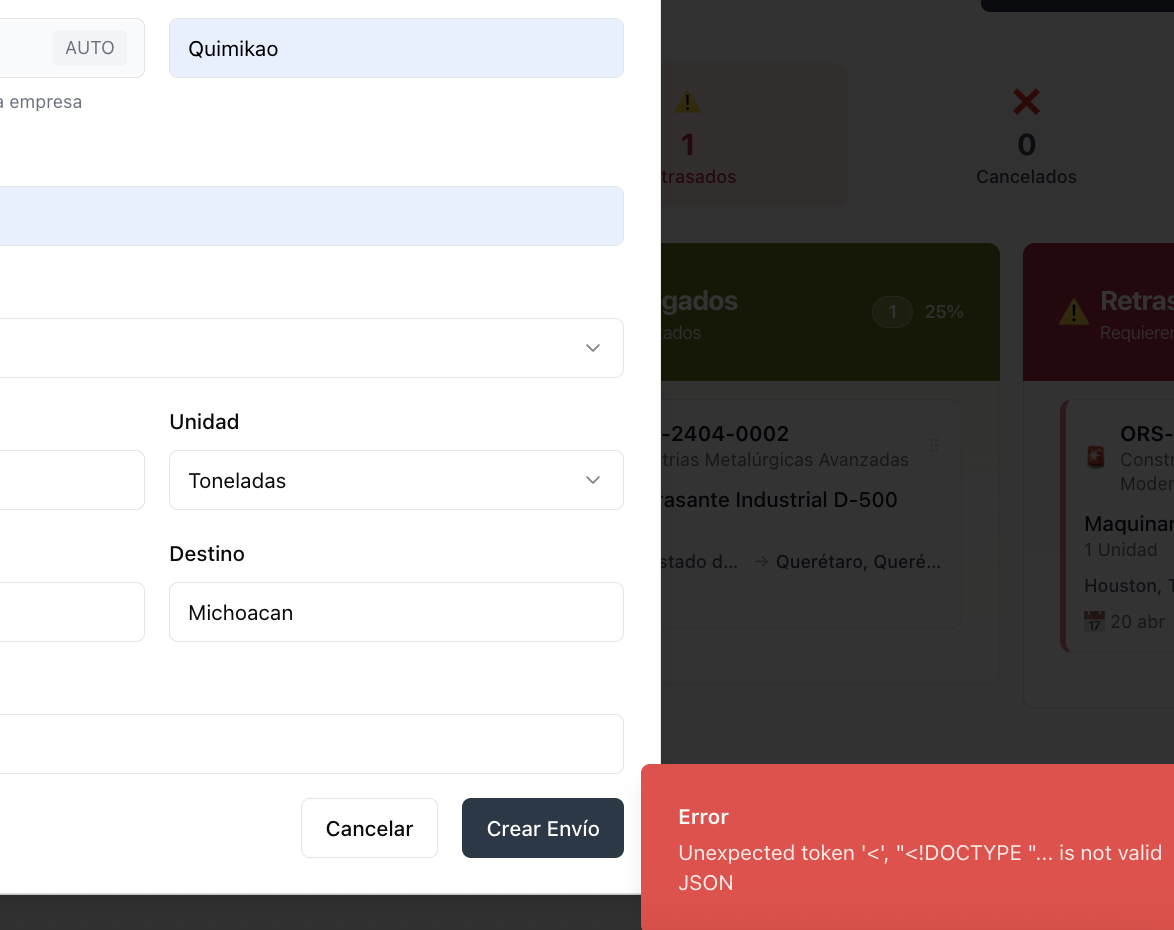 AUTO
Quimikao
a empresa
Unidad
Toneladas
Destino
Michoacan
Cancelar
Crear Envío
1
trasados
0
Cancelados
gados
tados
1
25%
Retras
Requieren
-2404-0002
trias Metalúrgicas Avanzadas
rasante Industrial D-500
stado d...
→ Querétaro, Queré...
ORS-
Constr
Moder
Maquinar
1 Unidad
Houston, T
17
20 abr
Error
Unexpected token '<', "<!DOCTYPE "... is not valid
JSON